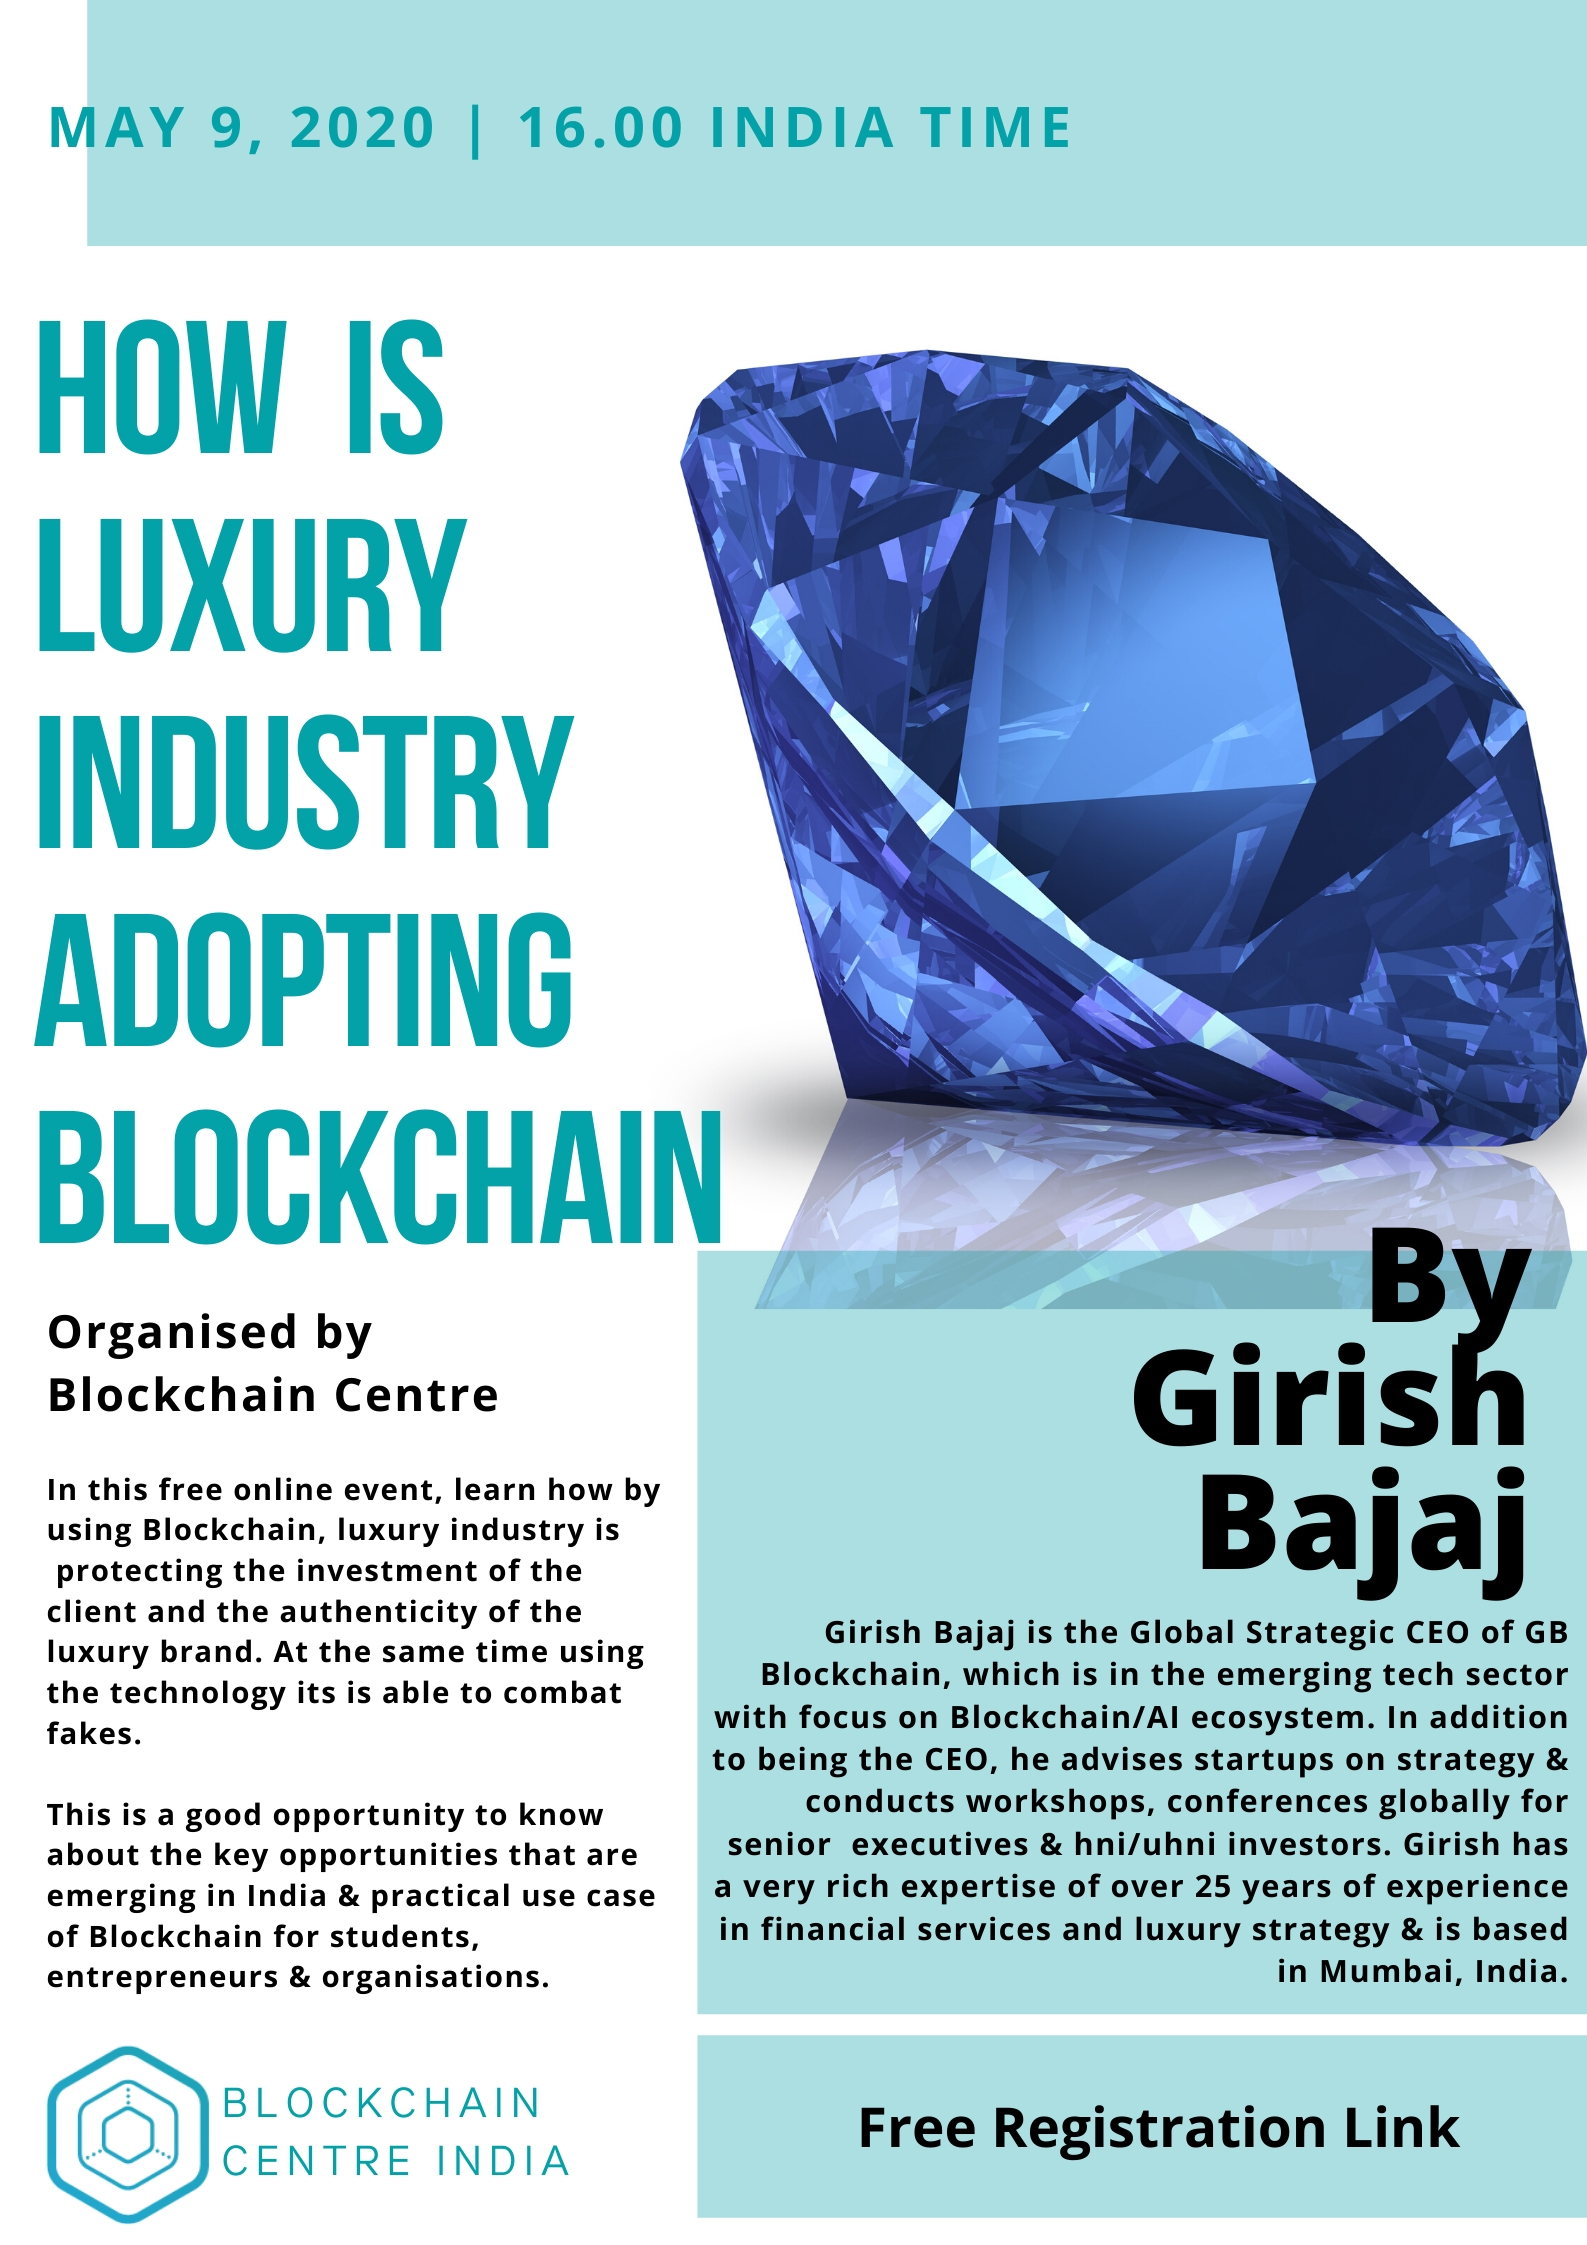 MAY 9, 2020 | 16.00 INDIA TIME
HOW IS
LUXURY
INDUSTRY
ADOPTING
BLOCKCHAIN
Organised by
Blockchain Centre
In this free online event, learn how by
using Blockchain, luxury industry is
protecting the investment of the
client and the authenticity of the
luxury brand. At the same time using
the technology its is able to combat
fakes.
This is a good opportunity to know
about the key opportunities that are
emerging in India & practical use case
of Blockchain for students,
entrepreneurs & organisations.
BLOCKCHAIN
CENTRE INDIA
By
Girish
Bajaj
Girish Bajaj is the Global Strategic CEO of GB
Blockchain, which is in the emerging tech sector
with focus on Blockchain/AI ecosystem. In addition
to being the CEO, he advises startups on strategy &
conducts workshops, conferences globally for
senior  executives & hni/uhni investors. Girish has
a very rich expertise of over 25 years of experience
in financial services and luxury strategy & is based
in Mumbai, India.
Free Registration Link